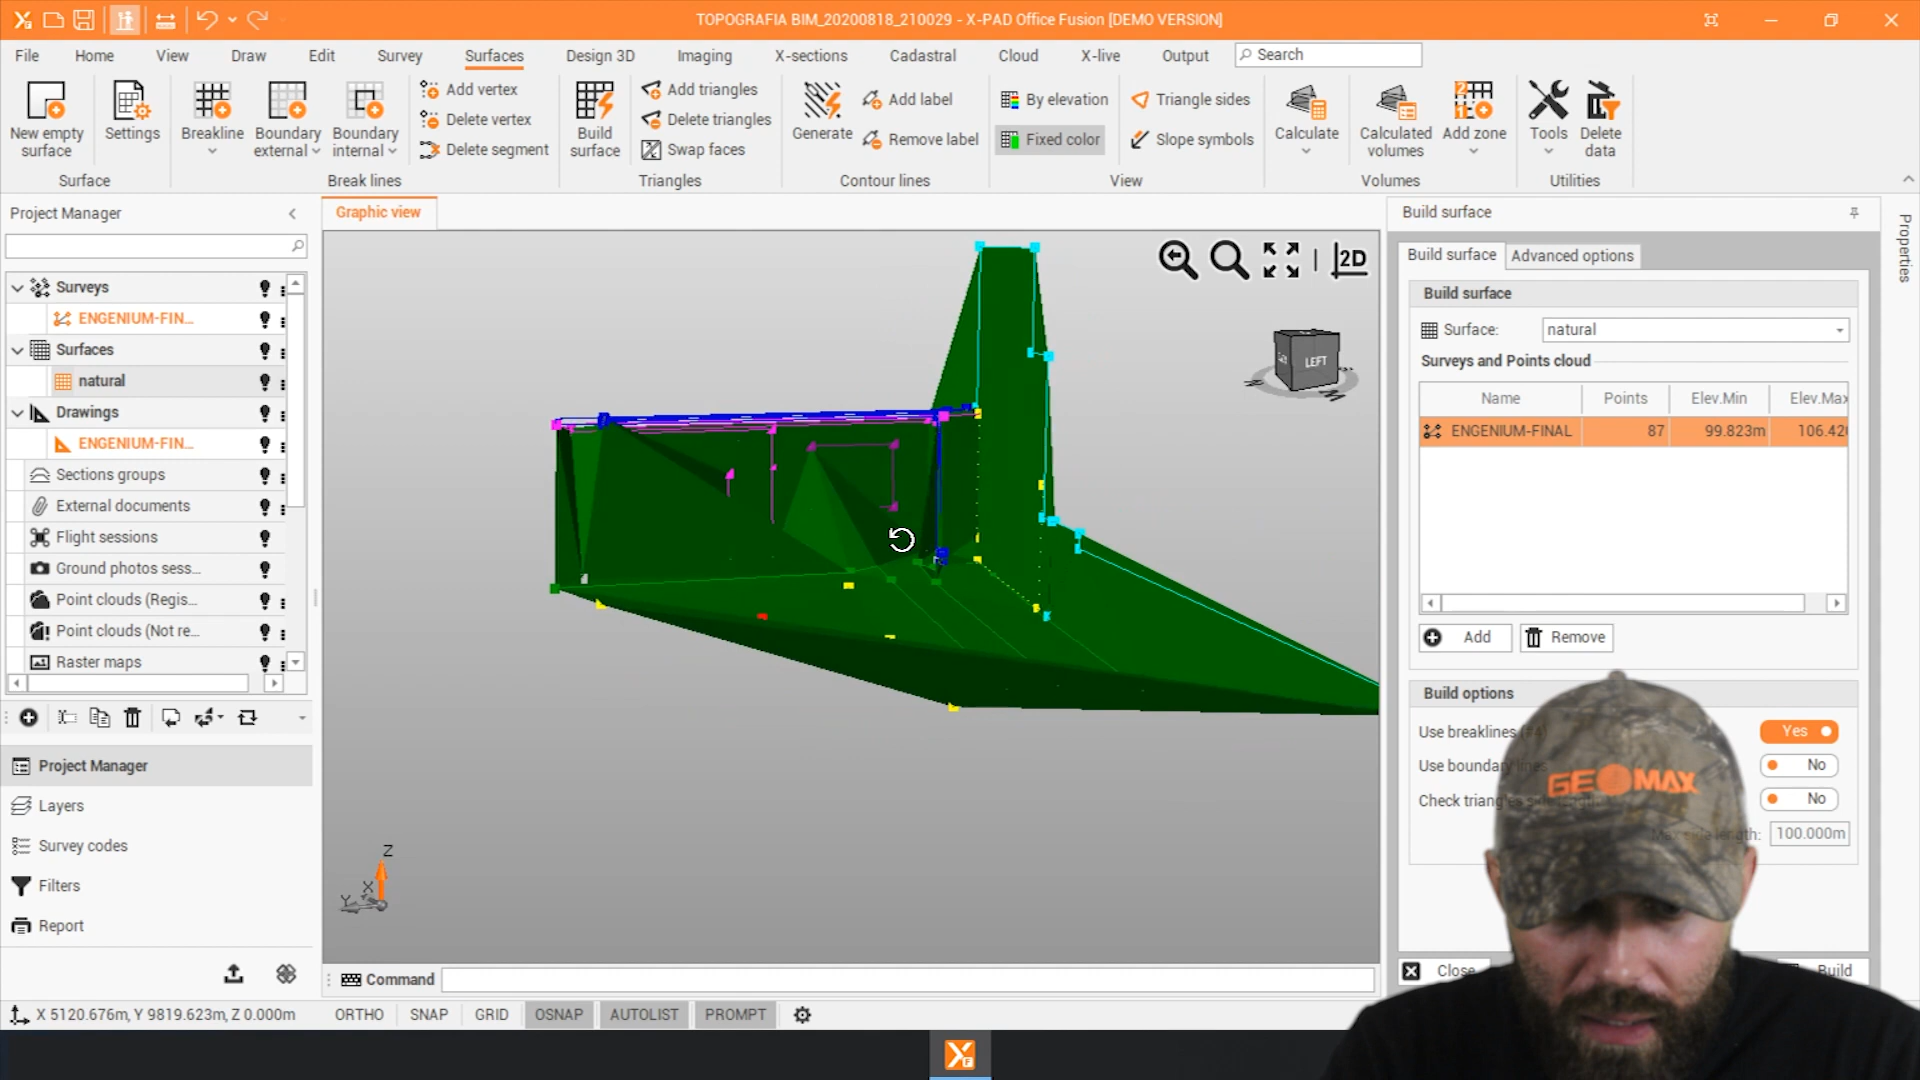 TOPOGRAFIA BIM_20200818_210029 - X-PAD Office Fusion [DEMO VERSION]
File Home View Draw Edit Survey Surfaces Design 3D Imaging X-sections Cadastral Cloud X-live Output Search
New empty surface
Settings
Surface
Breakline
Boundary external
Boundary internal
Add vertex
Delete vertex
Delete segment
Break lines
Build surface
Add triangles
Delete triangles
Swap faces
Triangles
Generate
Add label
Remove label
Contour lines
By elevation
Fixed color
Triangle sides
Slope symbols
View
Calculate
Calculated volumes
Add zone
Volumes
Tools
Delete data
Utilities
Project Manager
Surveys
ENGENIUM-FIN...
Surfaces
natural
Drawings
ENGENIUM-FIN...
Sections groups
External documents
Flight sessions
Ground photos sess...
Point clouds (Regis...
Point clouds (Not re...
Raster maps
Project Manager
Layers
Survey codes
Filters
Report
Graphic view
2D
LEFT
Z
X
Y
Command
X 5120.676m, Y 9819.623m, Z 0.000m
ORTHO SNAP GRID OSNAP AUTOLIST PROMPT
Build surface
Properties
Build surface Advanced options
Build surface
Surface: natural
Surveys and Points cloud
Name Points Elev.Min Elev.Max
ENGENIUM-FINAL 87 99.823m 106.42
Add Remove
Build options
Use breaklines Yes
Use boundary lines No
Check triangles No
length: 100.000m
Close Build
GEOMAX